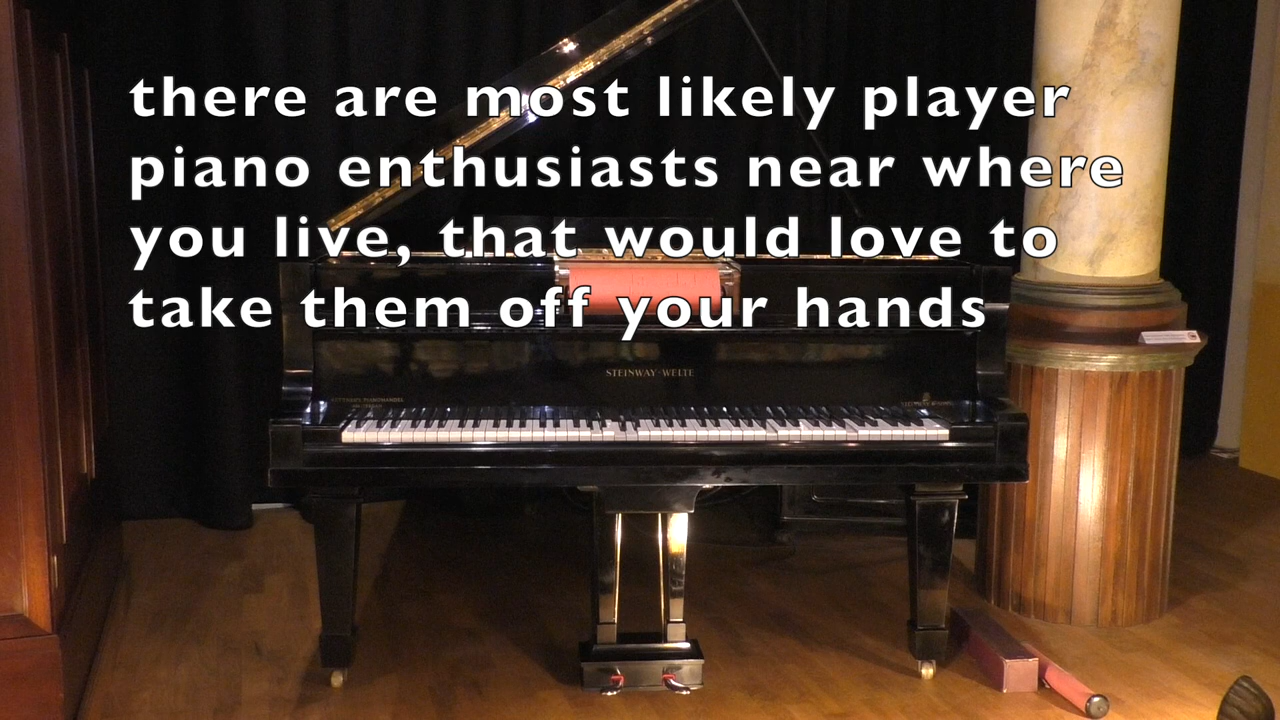 there are most likely player
piano enthusiasts near where
you live, that would love to
take them off your hands
STEINWAY·WELTE